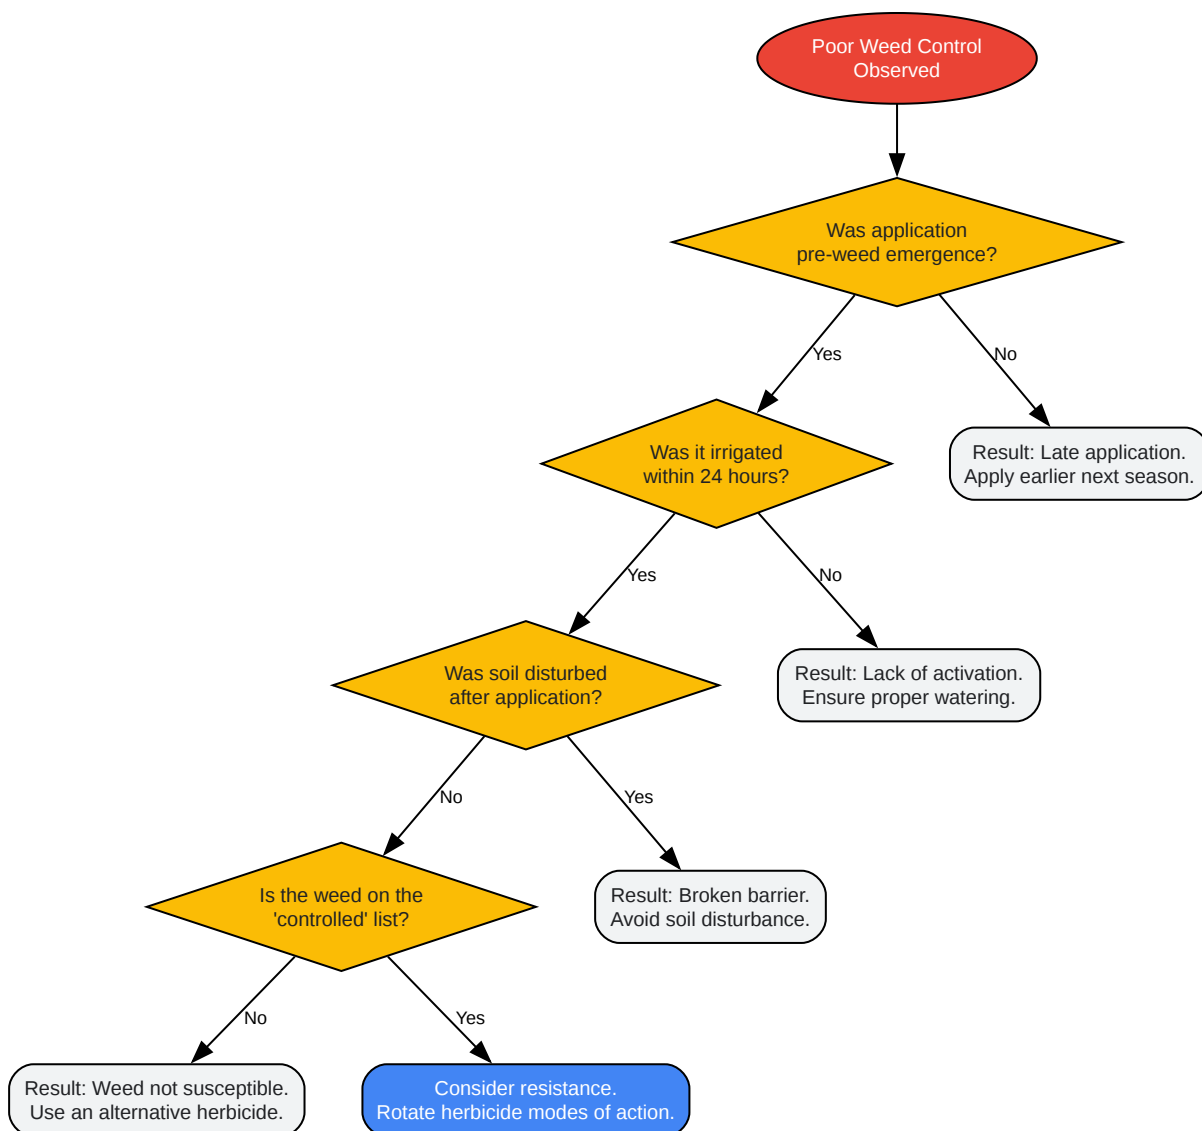 Poor Weed Control
Observed
Was application
pre-weed emergence?
Yes
No
Was it irrigated
within 24 hours?
Result: Late application.
Apply earlier next season.
Yes
No
Was soil disturbed
after application?
Result: Lack of activation.
Ensure proper watering.
No
Yes
Is the weed on the
'controlled' list?
Result: Broken barrier.
Avoid soil disturbance.
No
Yes
Result: Weed not susceptible.
Use an alternative herbicide.
Consider resistance.
Rotate herbicide modes of action.